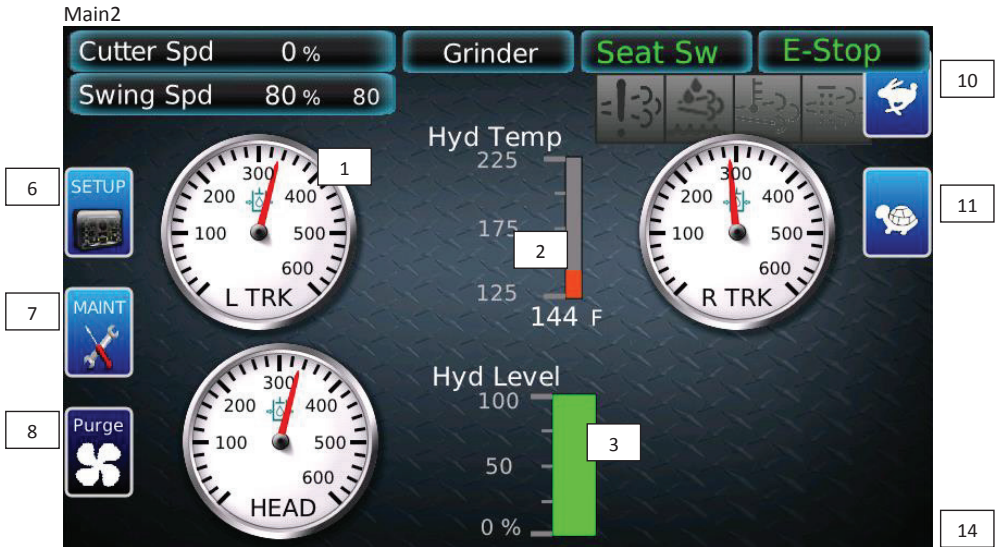 Main2
Cutter Spd 0 % Grinder Seat Sw E-Stop
Swing Spd 80 % 80
10
Hyd Temp
225
175
125
144 F
1
2
300
200 400
100 500
600
L TRK
300
200 400
100 500
600
R TRK
6
SETUP
11
7
MAINT
8
Purge
300
200 400
100 500
600
HEAD
Hyd Level
100
50
0 %
3
14